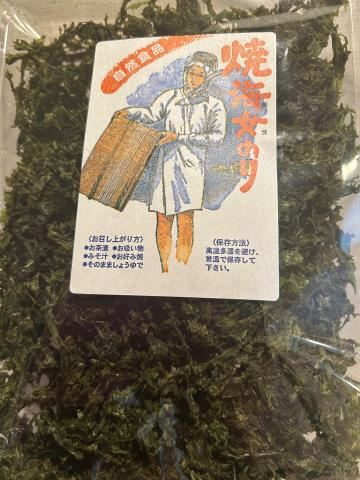 自然食品
焼海女のり
〈お召し上がり方〉
●お茶漬 ●お吸い物
●みそ汁 ●お好み焼
●そのまましょうゆで
〈保存方法〉
高温多湿を避け、
常温で保存して
下さい。